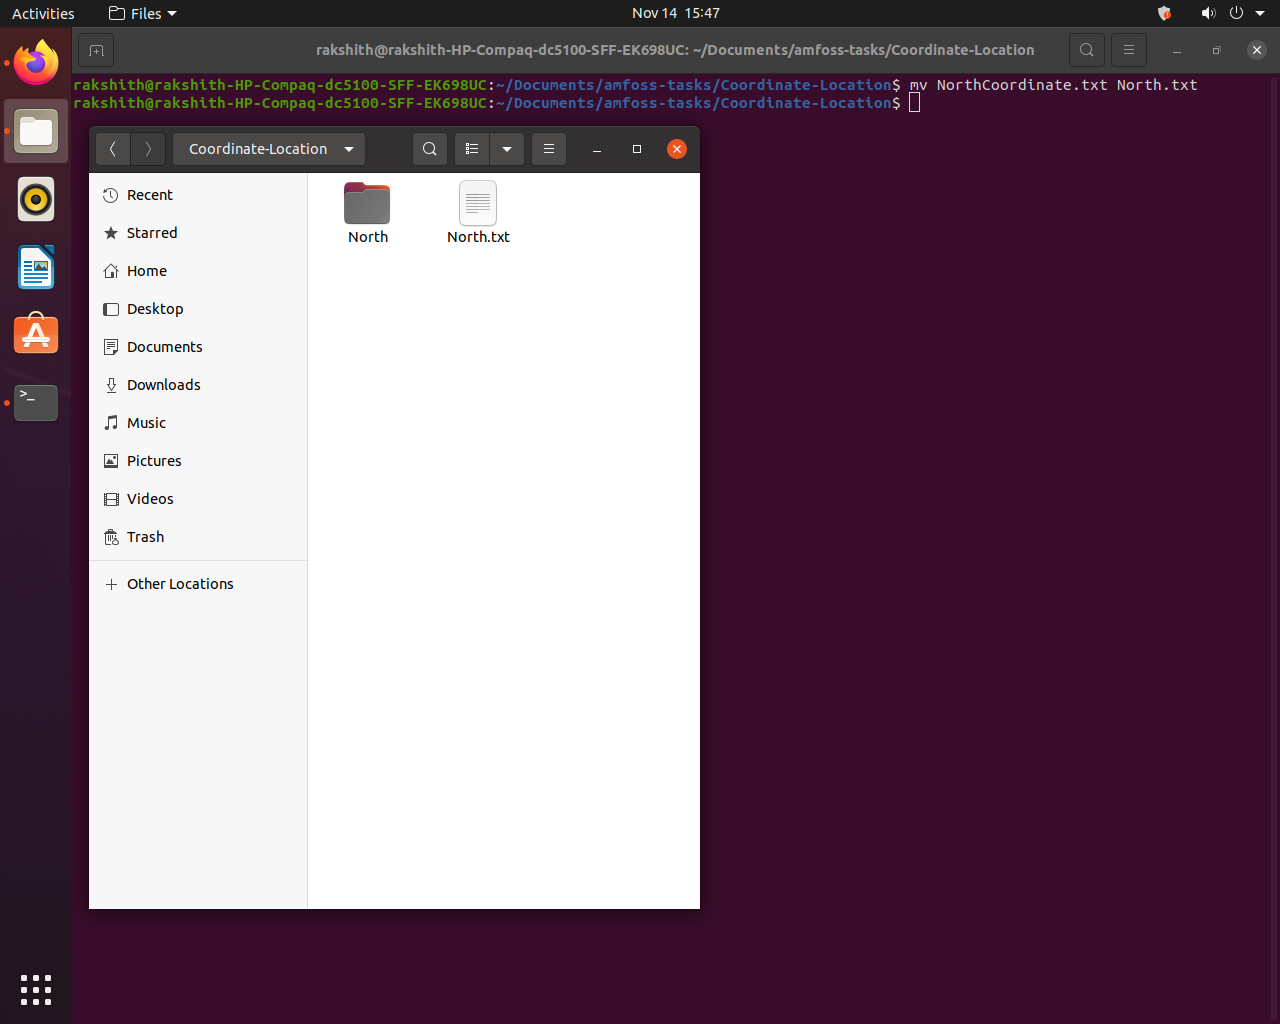 Activities Files Nov 14 15:47
rakshith@rakshith-HP-Compaq-dc5100-SFF-EK698UC: ~/Documents/amfoss-tasks/Coordinate-Location
rakshith@rakshith-HP-Compaq-dc5100-SFF-EK698UC:~/Documents/amfoss-tasks/Coordinate-Location$ mv NorthCoordinate.txt North.txt
rakshith@rakshith-HP-Compaq-dc5100-SFF-EK698UC:~/Documents/amfoss-tasks/Coordinate-Location$
Coordinate-Location
Recent
Starred
Home
Desktop
Documents
Downloads
Music
Pictures
Videos
Trash
Other Locations
North
North.txt
>_